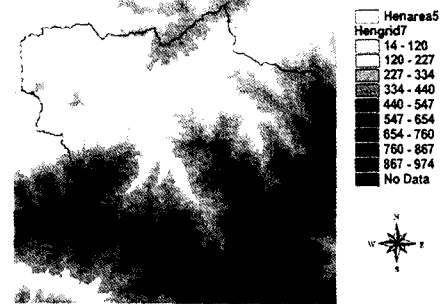 Henarea5
Hengrid7
14 - 120
120 - 227
227 - 334
334 - 440
440 - 547
547 - 654
654 - 760
760 - 867
867 - 974
No Data
N
W E
S